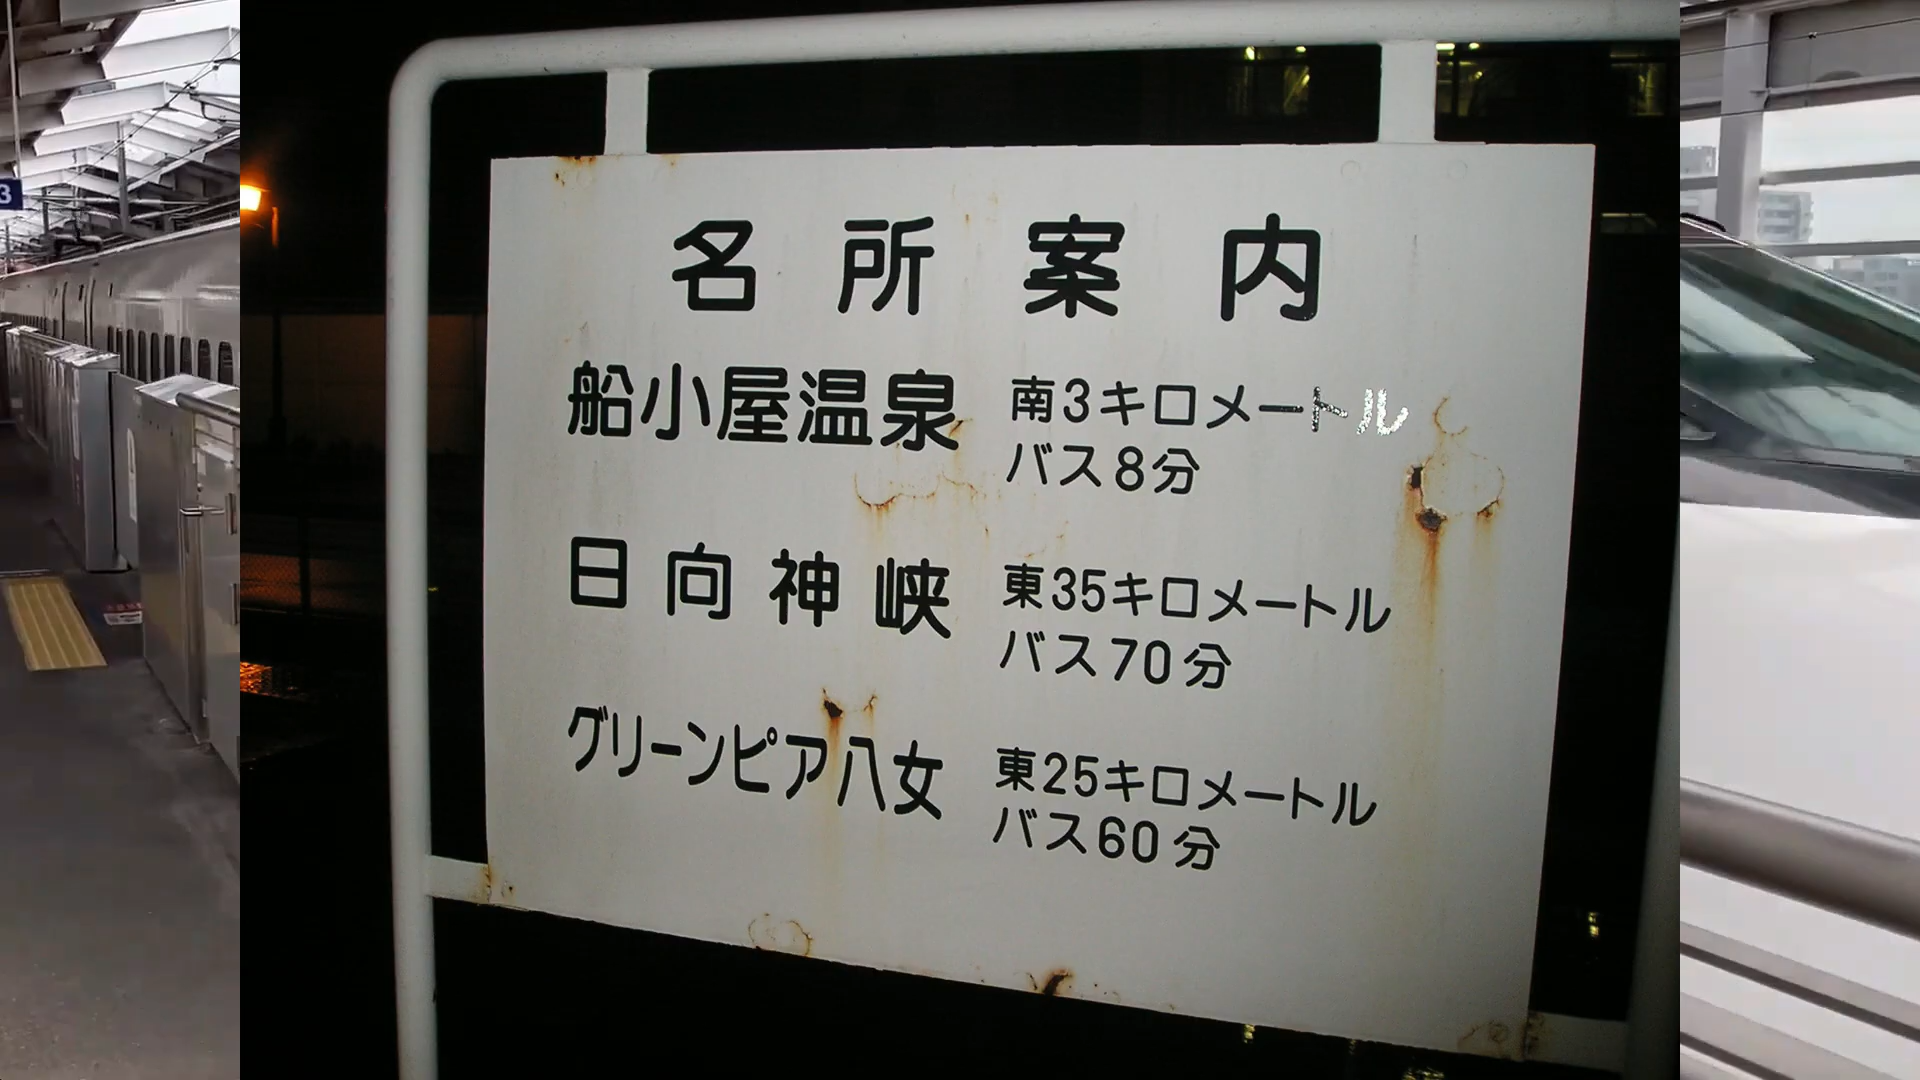 名所案内
船小屋温泉 南3キロメートル
バス8分
日向神峡 東35キロメートル
バス70分
グリーンピア八女 東25キロメートル
バス60分
3